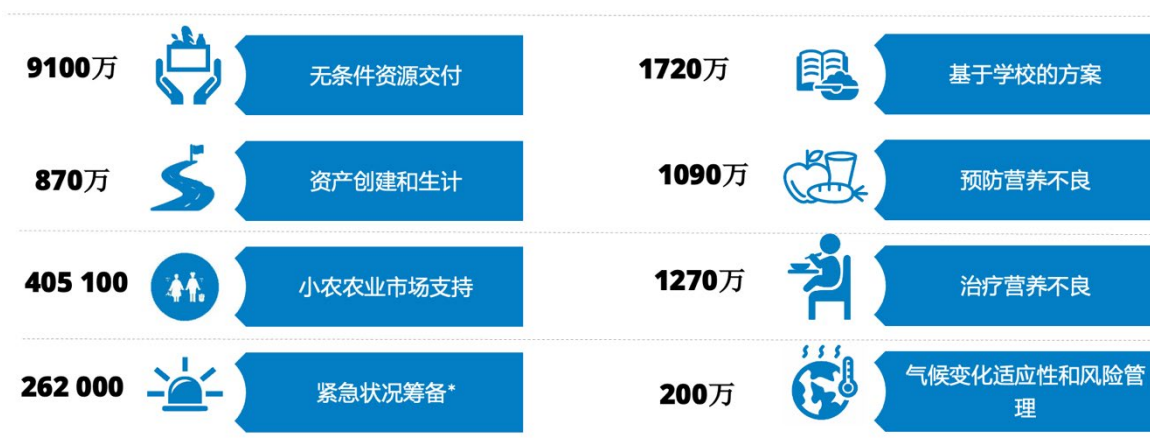 9100万
无条件资源交付
1720万
基于学校的方案
870万
资产创建和生计
1090万
预防营养不良
405 100
小农农业市场支持
1270万
治疗营养不良
262 000
紧急状况筹备*
200万
气候变化适应性和风险管
理